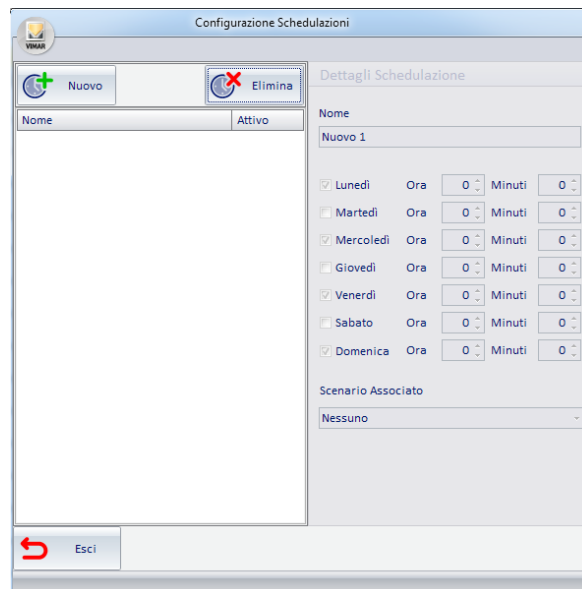 Configurazione Schedulazioni
VIMAR
Nuovo
Elimina
Nome Attivo
Dettagli Schedulazione
Nome
Nuovo 1
Lunedì Ora 0 Minuti 0
Martedì Ora 0 Minuti 0
Mercoledì Ora 0 Minuti 0
Giovedì Ora 0 Minuti 0
Venerdì Ora 0 Minuti 0
Sabato Ora 0 Minuti 0
Domenica Ora 0 Minuti 0
Scenario Associato
Nessuno
Esci